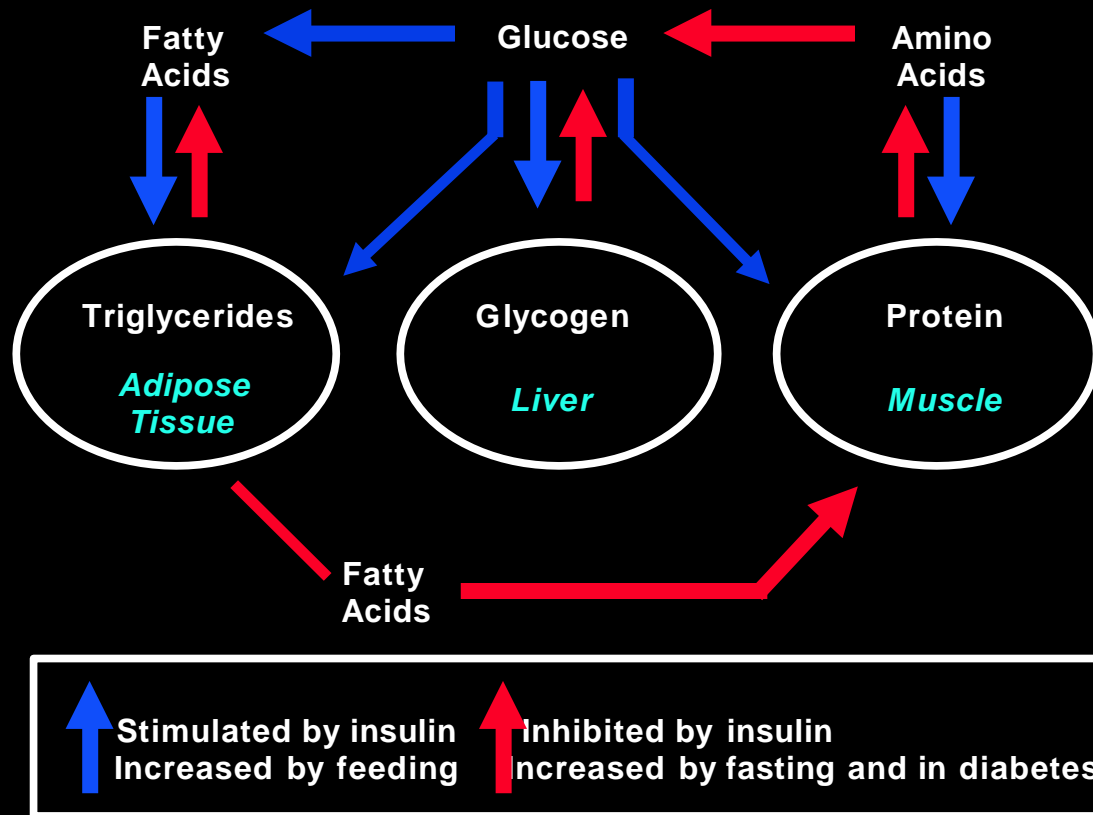 Fatty
Acids
Glucose
Amino
Acids
Triglycerides
Adipose
Tissue
Glycogen
Liver
Protein
Muscle
Fatty
Acids
Stimulated by insulin
Increased by feeding
Inhibited by insulin
Increased by fasting and in diabetes